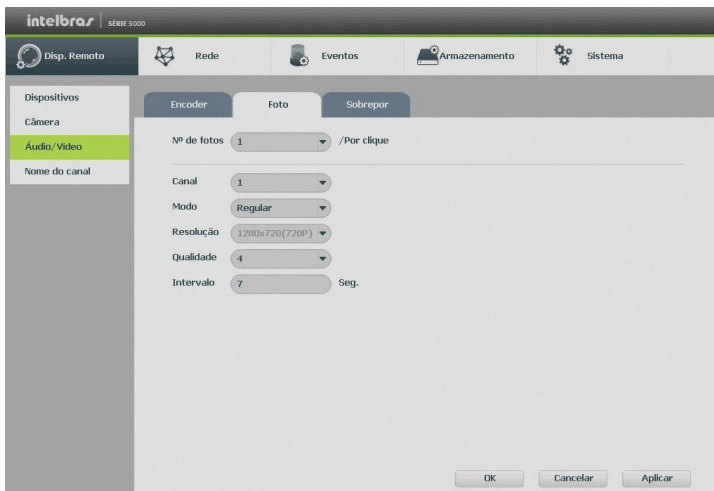 intelbras SÉRIE 3000
Disp. Remoto Rede Eventos Armazenamento Sistema
Dispositivos
Câmera
Áudio/Video
Nome do canal
Encoder Foto Sobrepor
Nº de fotos 1 /Por clique
Canal 1
Modo Regular
Resolução 1280x720(720P)
Qualidade 4
Intervalo 7 Seg.
OK Cancelar Aplicar